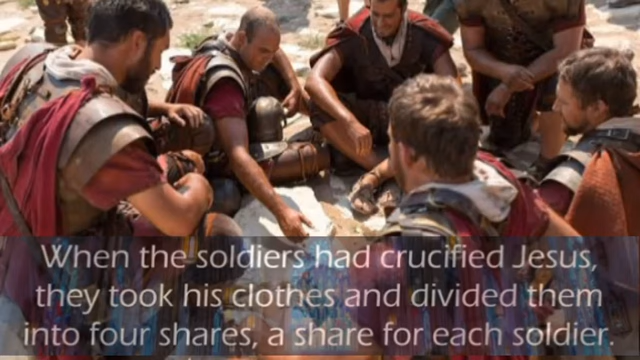 When the soldiers had crucified Jesus,
they took his clothes and divided them
into four shares, a share for each soldier.